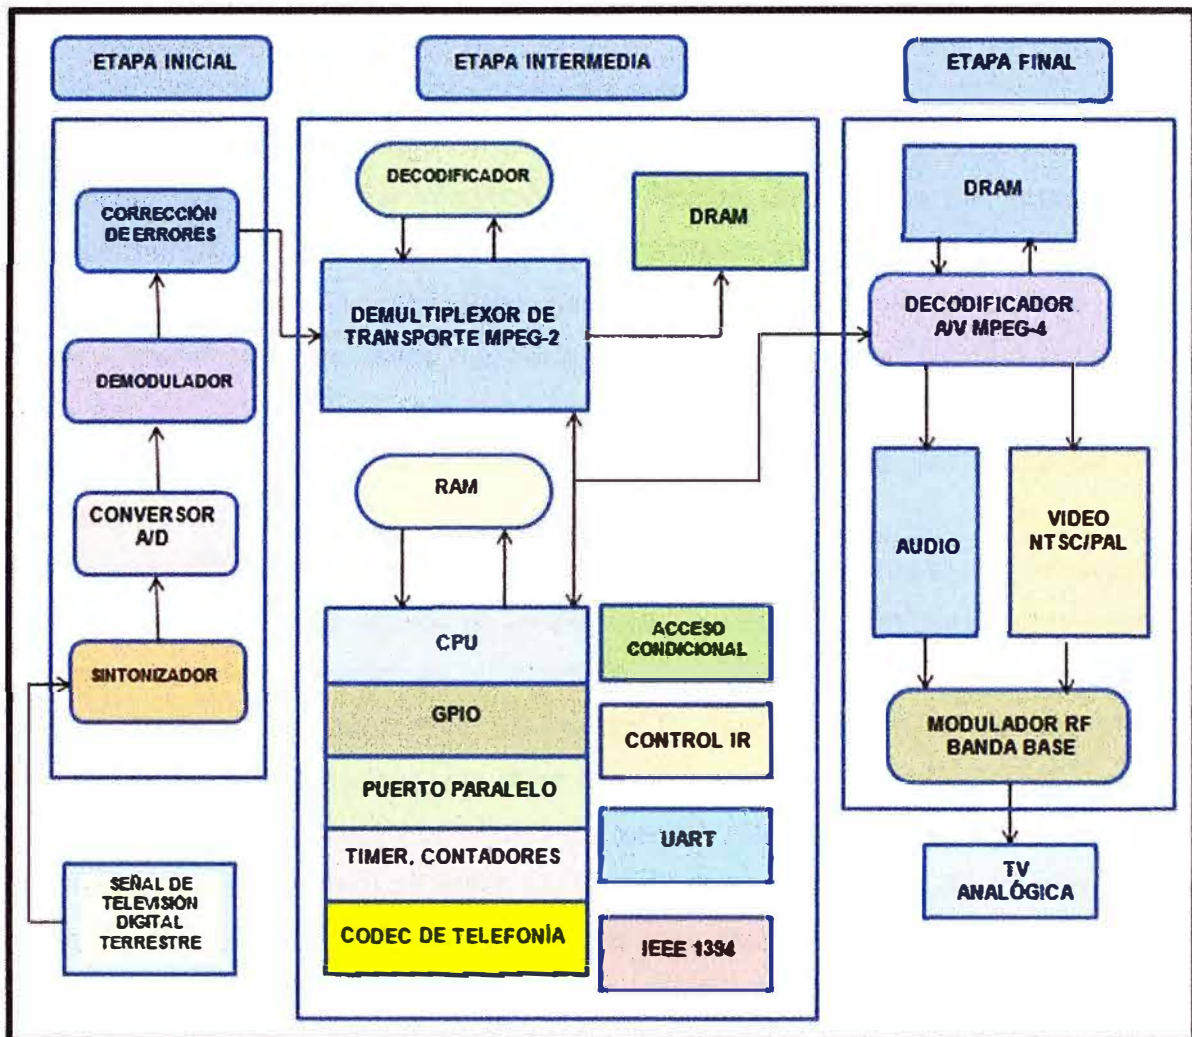 ETAPA INICIAL
ETAPA INTERMEDIA
ETAPA FINAL
CORRECCIÓN
DE ERRORES
DEMODULADOR
CONVERSOR
A/D
SINTONIZADOR
SEÑAL DE
TELEVISIÓN
DIGITAL
TERRESTRE
DECODIFICADOR
DRAM
DEMULTIPLEXOR DE
TRANSPORTE MPEG-2
RAM
CPU
GPIO
PUERTO PARALELO
TIMER, CONTADORES
CODEC DE TELEFONÍA
ACCESO
CONDICIONAL
CONTROL IR
UART
IEEE 1394
DRAM
DECODIFICADOR
A/V MPEG-4
AUDIO
VIDEO
NTSC/PAL
MODULADOR RF
BANDA BASE
TV
ANALÓGICA